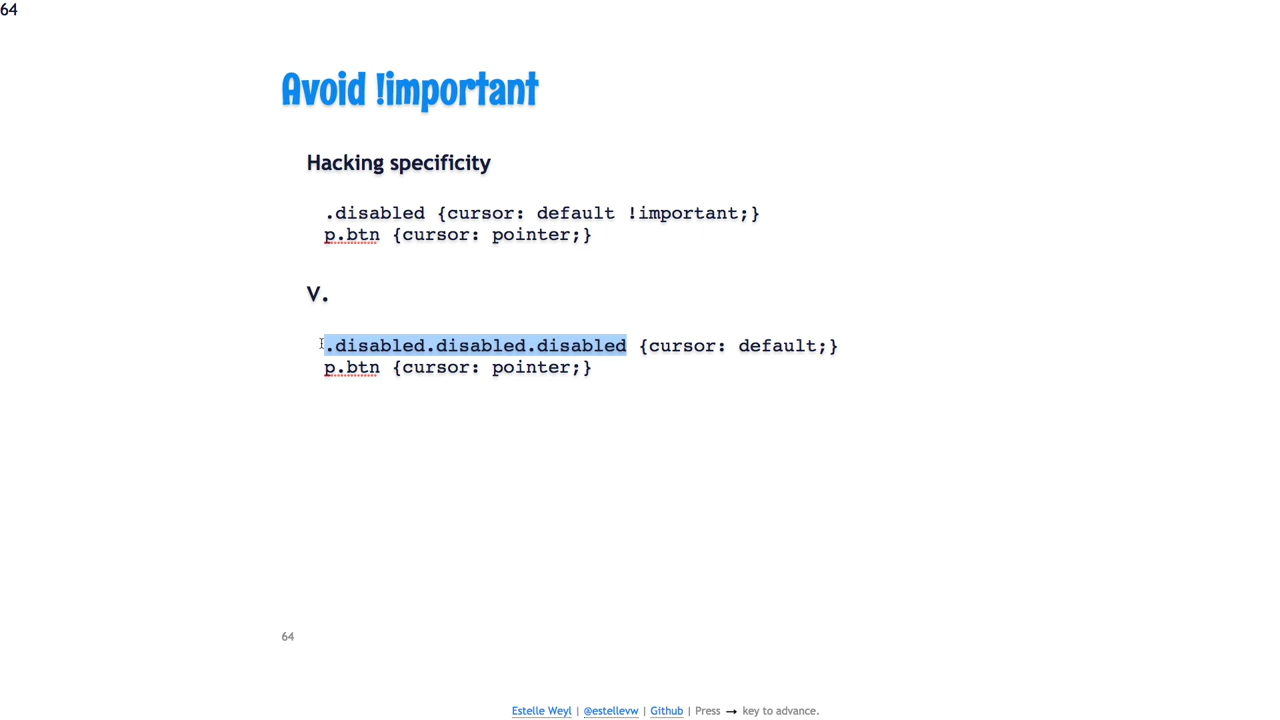 64
Avoid !important
Hacking specificity
.disabled {cursor: default !important;}
p.btn {cursor: pointer;}
V.
.disabled.disabled.disabled {cursor: default;}
p.btn {cursor: pointer;}
64
Estelle Weyl | @estellevw | Github | Press → key to advance.